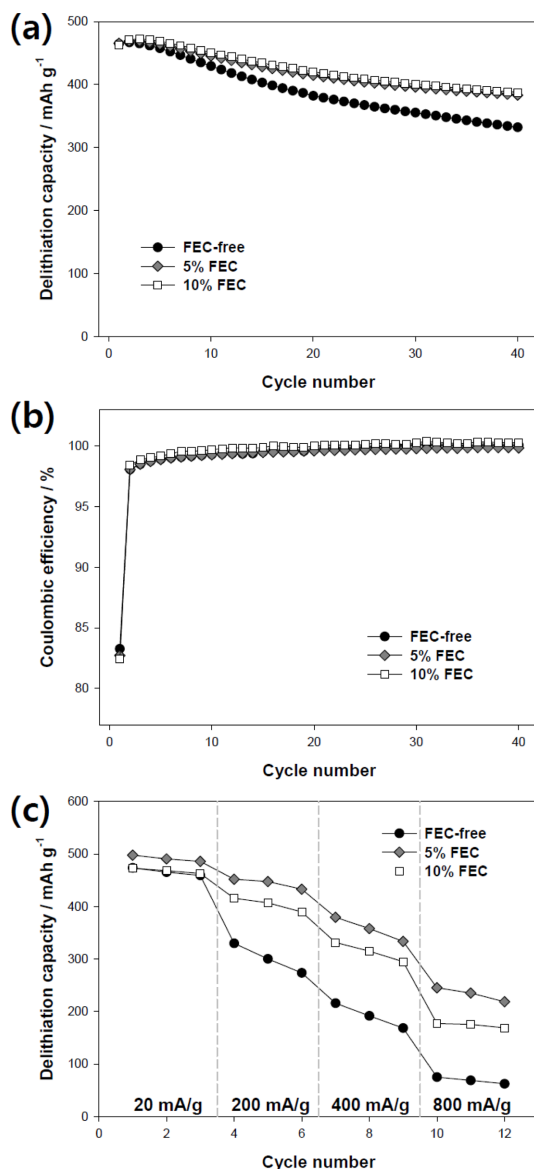 (a)
500
400
300
200
100
0
Delithiation capacity / mAh g⁻¹
FEC-free
5% FEC
10% FEC
0 10 20 30 40
Cycle number
(b)
100
95
90
85
80
Coulombic efficiency / %
FEC-free
5% FEC
10% FEC
0 10 20 30 40
Cycle number
(c)
600
500
400
300
200
100
0
Delithiation capacity / mAh g⁻¹
FEC-free
5% FEC
10% FEC
20 mA/g 200 mA/g 400 mA/g 800 mA/g
0 2 4 6 8 10 12
Cycle number